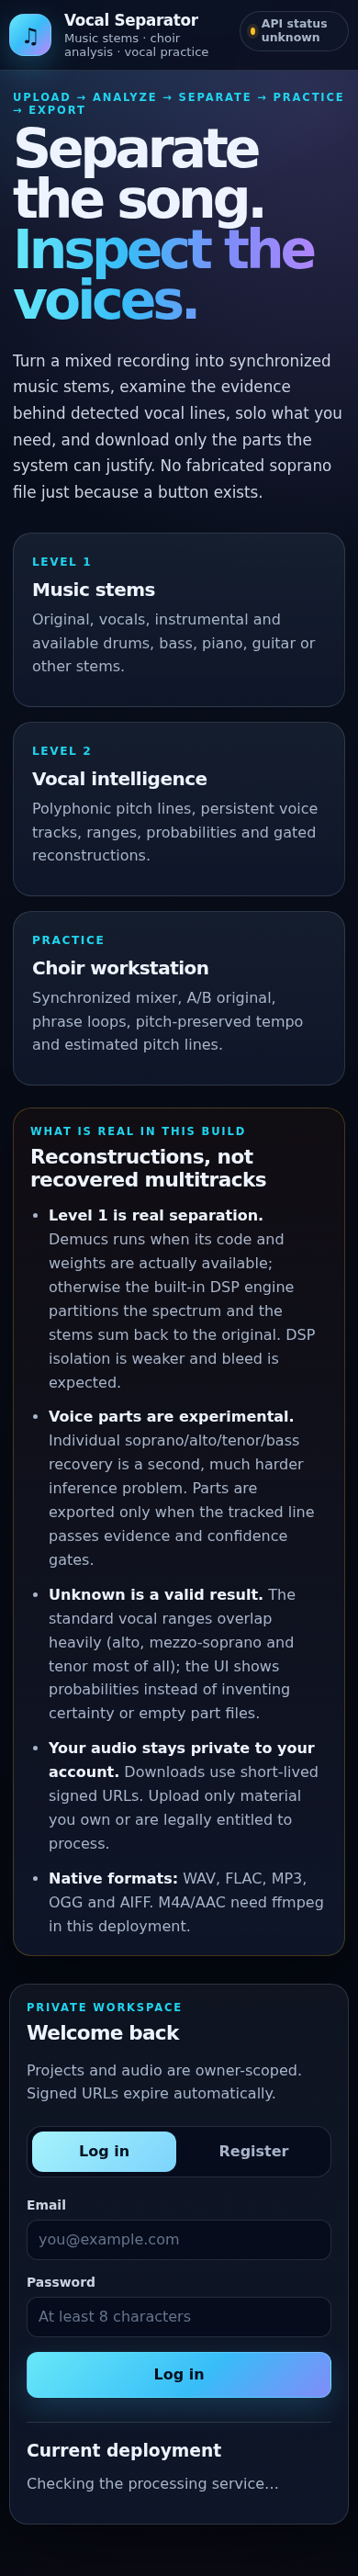 Vocal Separator
Music stems · choir
analysis · vocal practice
API status
unknown
UPLOAD → ANALYZE → SEPARATE → PRACTICE
→ EXPORT
Separate
the song.
Inspect the
voices.
Turn a mixed recording into synchronized
music stems, examine the evidence
behind detected vocal lines, solo what you
need, and download only the parts the
system can justify. No fabricated soprano
file just because a button exists.
LEVEL 1
Music stems
Original, vocals, instrumental and
available drums, bass, piano, guitar or
other stems.
LEVEL 2
Vocal intelligence
Polyphonic pitch lines, persistent voice
tracks, ranges, probabilities and gated
reconstructions.
PRACTICE
Choir workstation
Synchronized mixer, A/B original,
phrase loops, pitch-preserved tempo
and estimated pitch lines.
WHAT IS REAL IN THIS BUILD
Reconstructions, not
recovered multitracks
• Level 1 is real separation.
Demucs runs when its code and
weights are actually available;
otherwise the built-in DSP engine
partitions the spectrum and the
stems sum back to the original. DSP
isolation is weaker and bleed is
expected.
• Voice parts are experimental.
Individual soprano/alto/tenor/bass
recovery is a second, much harder
inference problem. Parts are
exported only when the tracked line
passes evidence and confidence
gates.
• Unknown is a valid result. The
standard vocal ranges overlap
heavily (alto, mezzo-soprano and
tenor most of all); the UI shows
probabilities instead of inventing
certainty or empty part files.
• Your audio stays private to your
account. Downloads use short-lived
signed URLs. Upload only material
you own or are legally entitled to
process.
• Native formats: WAV, FLAC, MP3,
OGG and AIFF. M4A/AAC need ffmpeg
in this deployment.
PRIVATE WORKSPACE
Welcome back
Projects and audio are owner-scoped.
Signed URLs expire automatically.
Log in
Register
Email
you@example.com
Password
At least 8 characters
Log in
Current deployment
Checking the processing service…